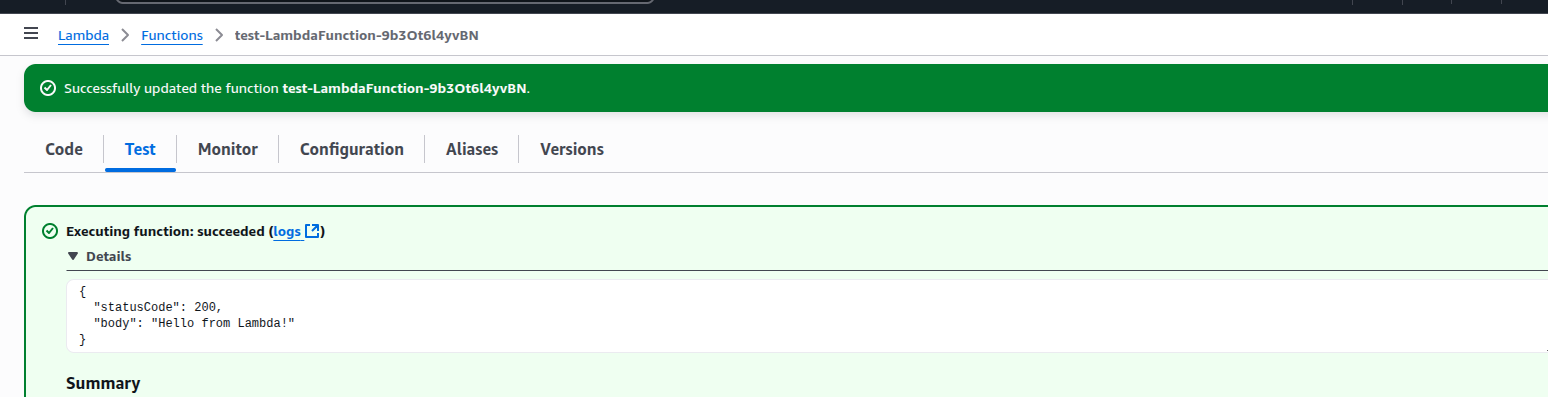 Lambda > Functions > test-LambdaFunction-9b3Ot6l4yvBN
Successfully updated the function test-LambdaFunction-9b3Ot6l4yvBN.
Code Test Monitor Configuration Aliases Versions
Executing function: succeeded (logs)
Details
{
  "statusCode": 200,
  "body": "Hello from Lambda!"
}
Summary